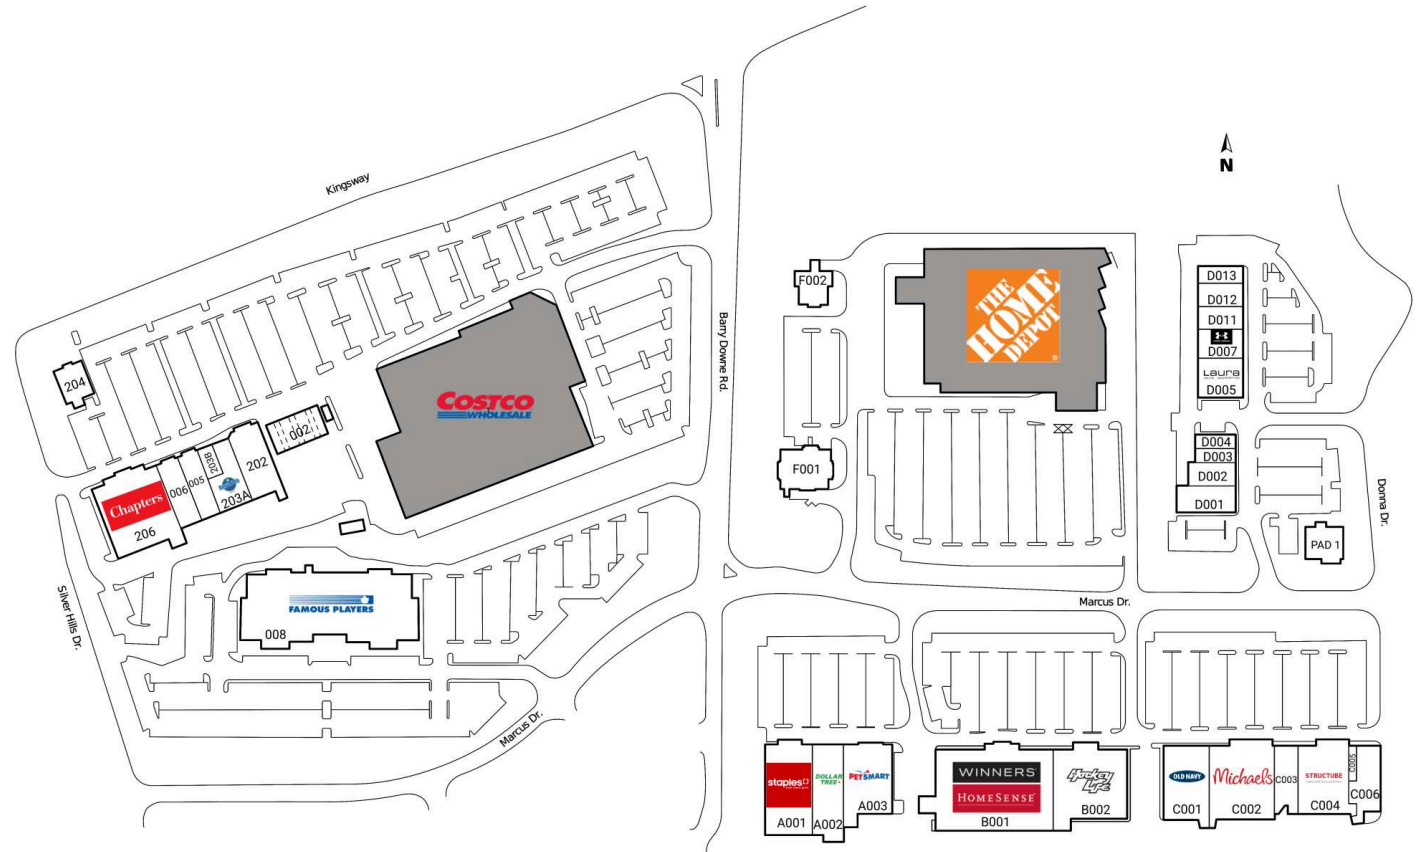 Kingsway
N
Barry Downe Rd.
204
002
COSTCO
WHOLESALE
F002
THE
HOME
DEPOT
D013
D012
D011
D007
Laura
D005
D004
D003
D002
D001
F001
Donna Dr.
PAD 1
Chapters
206
006
005
203B
203A
202
Silver Hills Dr.
FAMOUS PLAYERS
008
Marcus Dr.
Marcus Dr.
staples
A001
DOLLAR
TREE
A002
PETSMART
A003
WINNERS
HOMESENSE
B001
HOCKEY
LIFE
B002
OLD NAVY
C001
Michaels
C002
C003
STRUCTUBE
C004
C005
C006